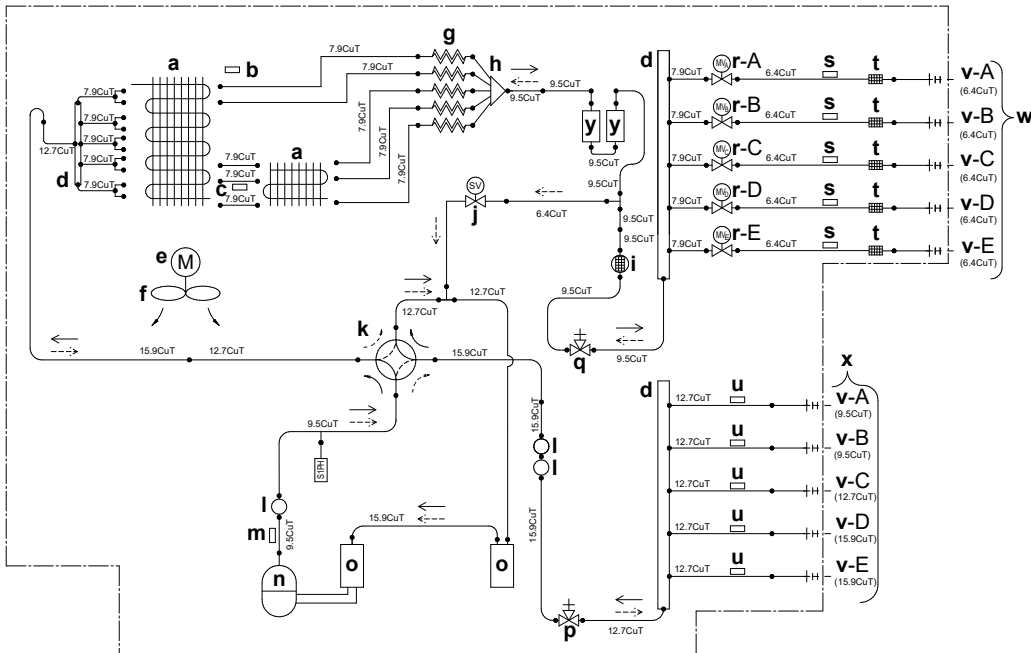 g
h
7.9CuT
a
b
7.9CuT
9.5CuT
9.5CuT
d
7.9CuT
MVA
r-A
6.4CuT
s
t
v-A
(6.4CuT)
7.9CuT
7.9CuT
7.9CuT
7.9CuT
7.9CuT
12.7CuT
d
7.9CuT
7.9CuT
c
7.9CuT
a
7.9CuT
7.9CuT
y
y
9.5CuT
9.5CuT
7.9CuT
MVB
r-B
6.4CuT
s
t
v-B
(6.4CuT)
w
7.9CuT
MVC
r-C
6.4CuT
s
t
v-C
(6.4CuT)
SV
j
6.4CuT
9.5CuT
9.5CuT
7.9CuT
MVD
r-D
6.4CuT
s
t
v-D
(6.4CuT)
7.9CuT
MVE
r-E
6.4CuT
s
t
v-E
(6.4CuT)
e
M
f
i
9.5CuT
12.7CuT
12.7CuT
k
15.9CuT
12.7CuT
15.9CuT
q
9.5CuT
x
d
12.7CuT
u
v-A
(9.5CuT)
15.9CuT
9.5CuT
S1PH
l
l
12.7CuT
u
v-B
(9.5CuT)
l
m
9.5CuT
15.9CuT
15.9CuT
12.7CuT
u
v-C
(12.7CuT)
12.7CuT
u
v-D
(15.9CuT)
n
o
o
12.7CuT
u
v-E
(15.9CuT)
p
12.7CuT